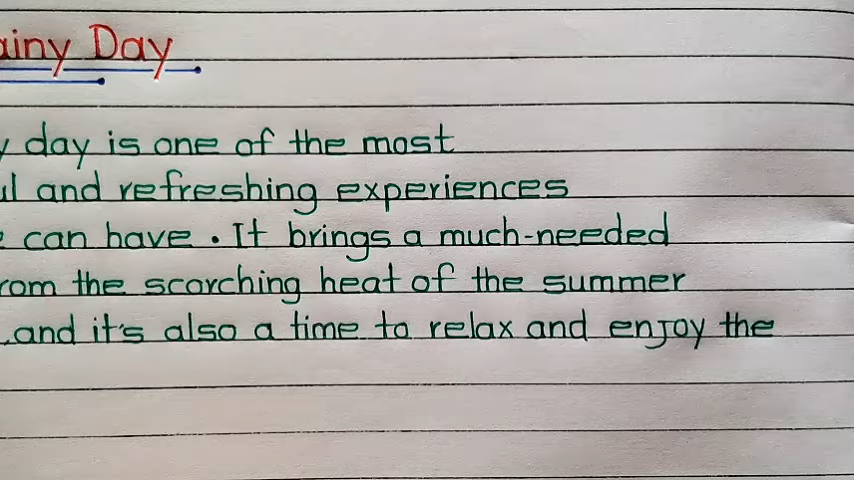 ainy Day
y day is one of the most
ul and refreshing experiences
e can have. It brings a much-needed
rom the scorching heat of the summer
, and it's also a time to relax and enjoy the